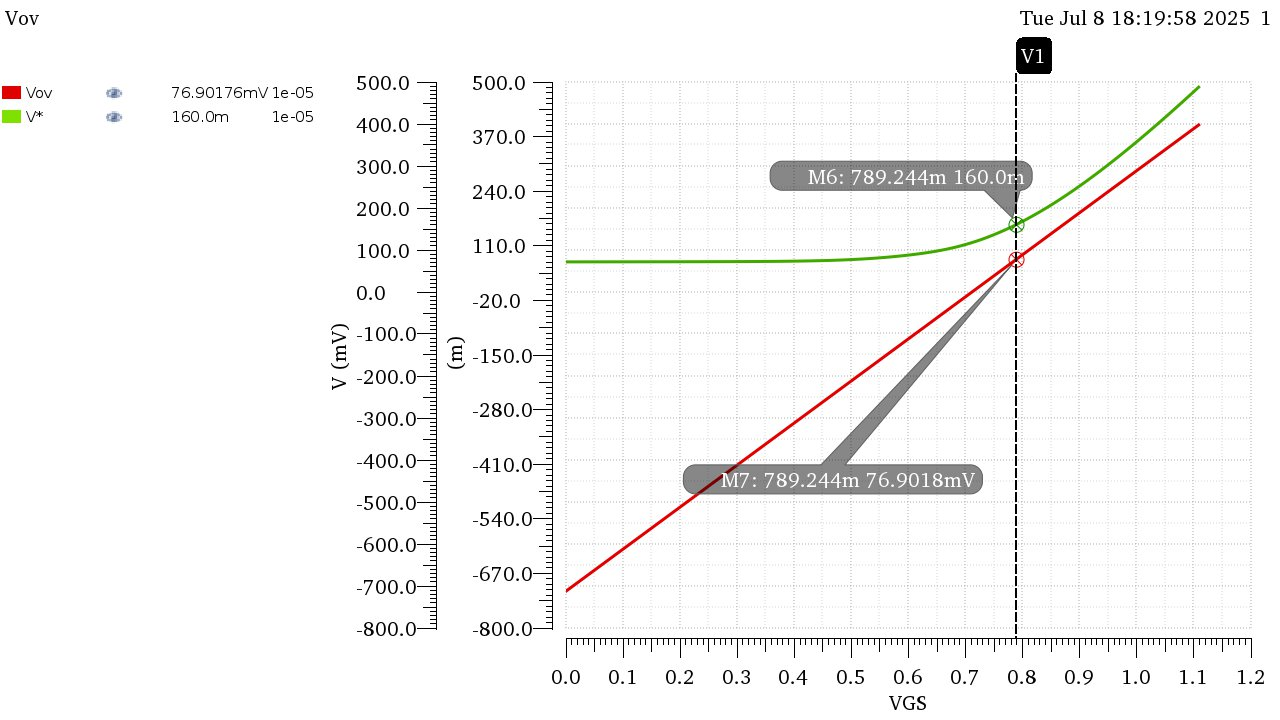 Vov
Tue Jul 8 18:19:58 2025 1
V1
Vov 76.90176mV 1e-05
V* 160.0m 1e-05
500.0
400.0
300.0
200.0
100.0
0.0
-100.0
-200.0
-300.0
-400.0
-500.0
-600.0
-700.0
-800.0
V (mV)
500.0
370.0
240.0
110.0
-20.0
-150.0
-280.0
-410.0
-540.0
-670.0
-800.0
(m)
M6: 789.244m 160.0m
M7: 789.244m 76.9018mV
0.0 0.1 0.2 0.3 0.4 0.5 0.6 0.7 0.8 0.9 1.0 1.1 1.2
VGS